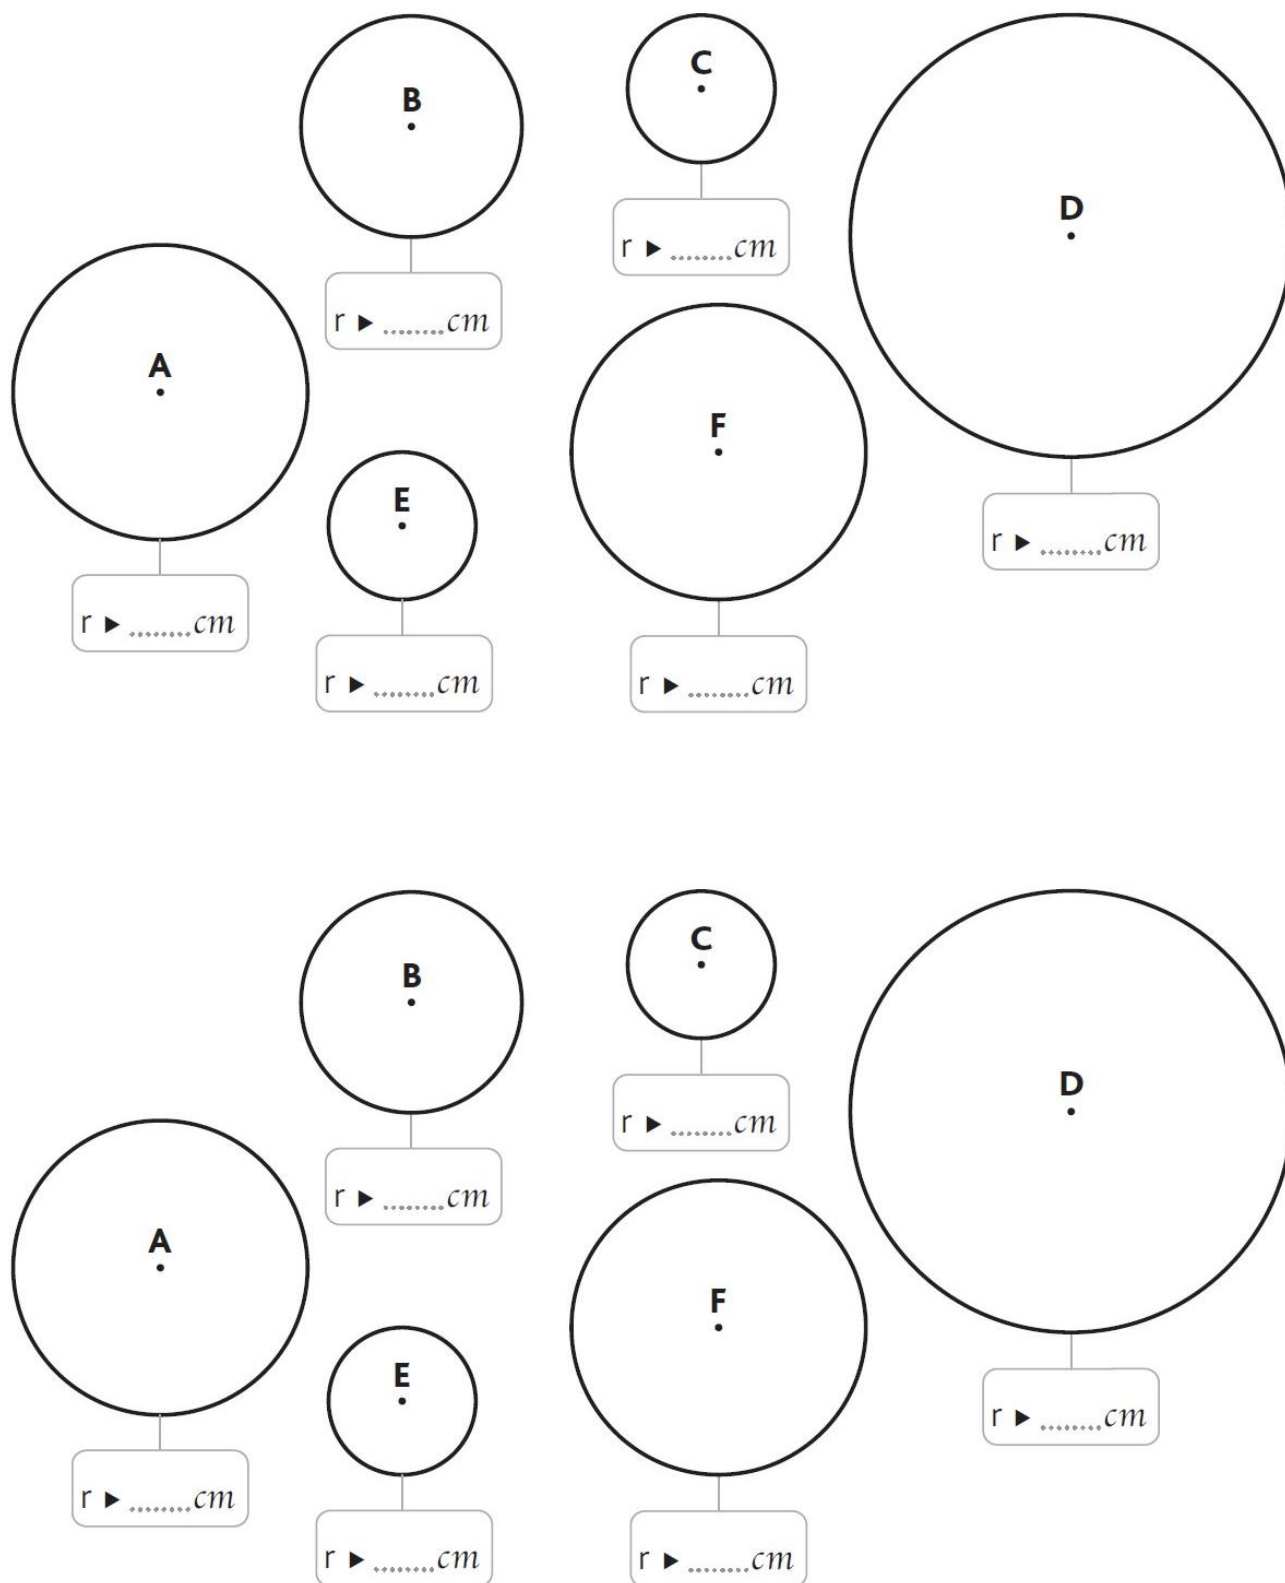 B
C
D
r ▶ ........cm
r ▶ ........cm
A
F
E
r ▶ ........cm
r ▶ ........cm
r ▶ ........cm
r ▶ ........cm
B
C
D
r ▶ ........cm
r ▶ ........cm
A
F
E
r ▶ ........cm
r ▶ ........cm
r ▶ ........cm
r ▶ ........cm